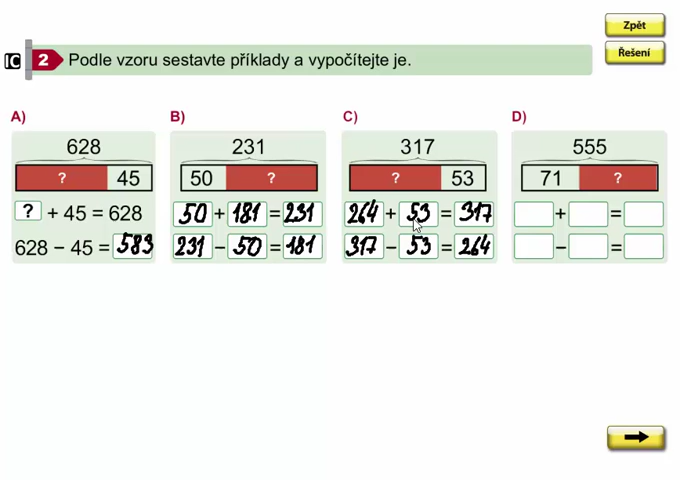 Zpět
Řešení
IC 2 Podle vzoru sestavte příklady a vypočítejte je.
A) B) C) D)
628 231 317 555
? 45 50 ? ? 53 71 ?
? + 45 = 628 50 + 181 = 231 264 + 53 = 317 + =
628 − 45 = 583 231 − 50 = 181 317 − 53 = 264 − =